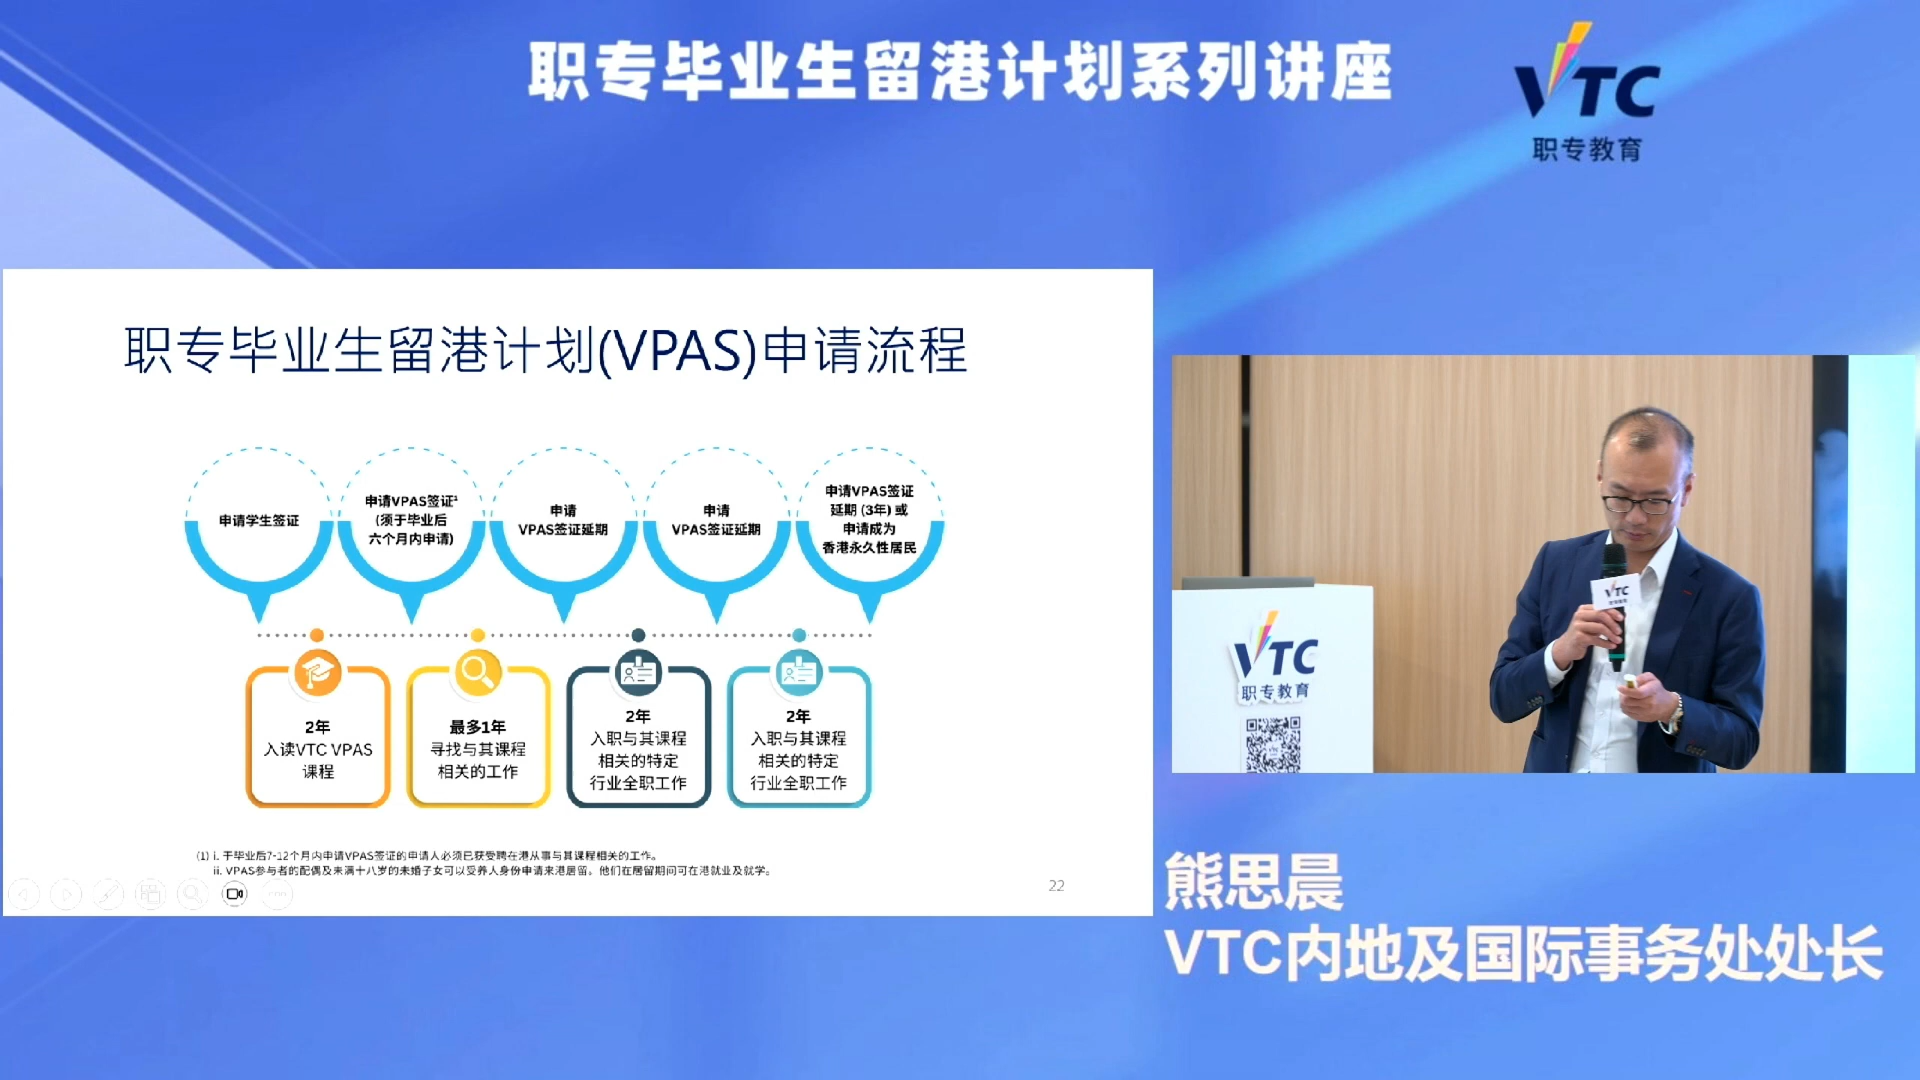 职专毕业生留港计划系列讲座
VTC
职专教育
职专毕业生留港计划(VPAS)申请流程
申请学生签证
申请VPAS签证¹
(须于毕业后
六个月内申请)
申请
VPAS签证延期
申请
VPAS签证延期
申请VPAS签证
延期 (3年) 或
申请成为
香港永久性居民
2年
入读VTC VPAS
课程
最多1年
寻找与其课程
相关的工作
2年
入职与其课程
相关的特定
行业全职工作
2年
入职与其课程
相关的特定
行业全职工作
(1) i. 于毕业后7-12个月内申请VPAS签证的申请人必须已获受聘在港从事与其课程相关的工作。
ii. VPAS参与者的配偶及未满十八岁的未婚子女可以受养人身份申请来港居留。他们在居留期间可在港就业及就学。
22
VTC
VTC
职专教育
熊思晨
VTC内地及国际事务处处长